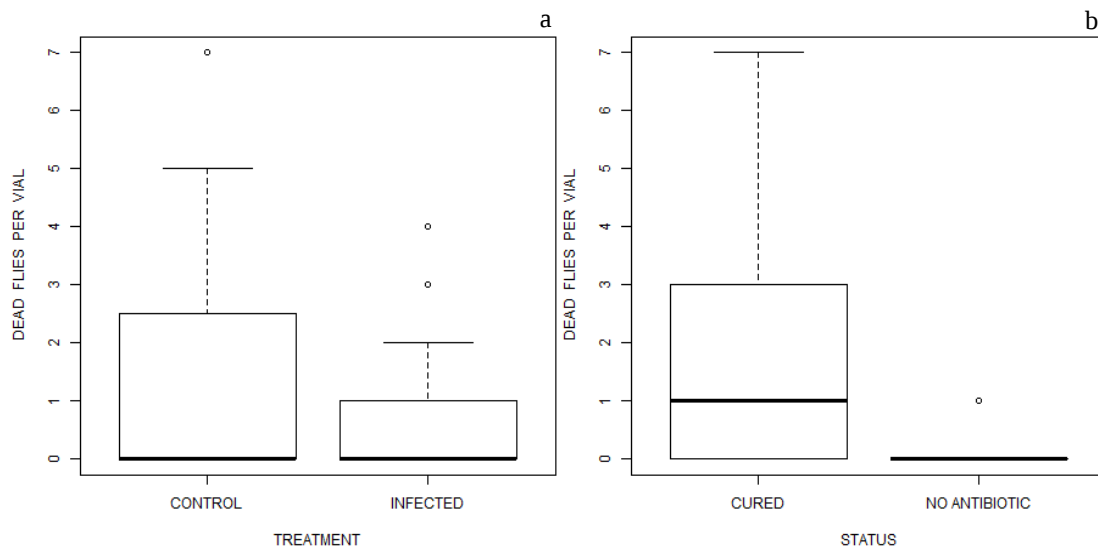 a
DEAD FLIES PER VIAL
7
6
5
4
3
2
1
0
CONTROL INFECTED
TREATMENT
b
DEAD FLIES PER VIAL
7
6
5
4
3
2
1
0
CURED NO ANTIBIOTIC
STATUS